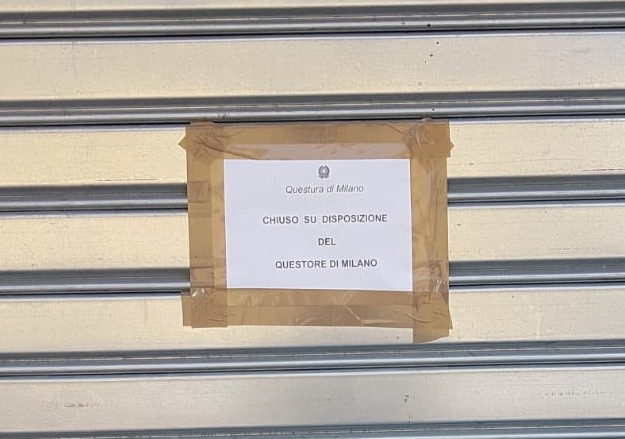 Questura di Milano
CHIUSO SU DISPOSIZIONE
DEL
QUESTORE DI MILANO